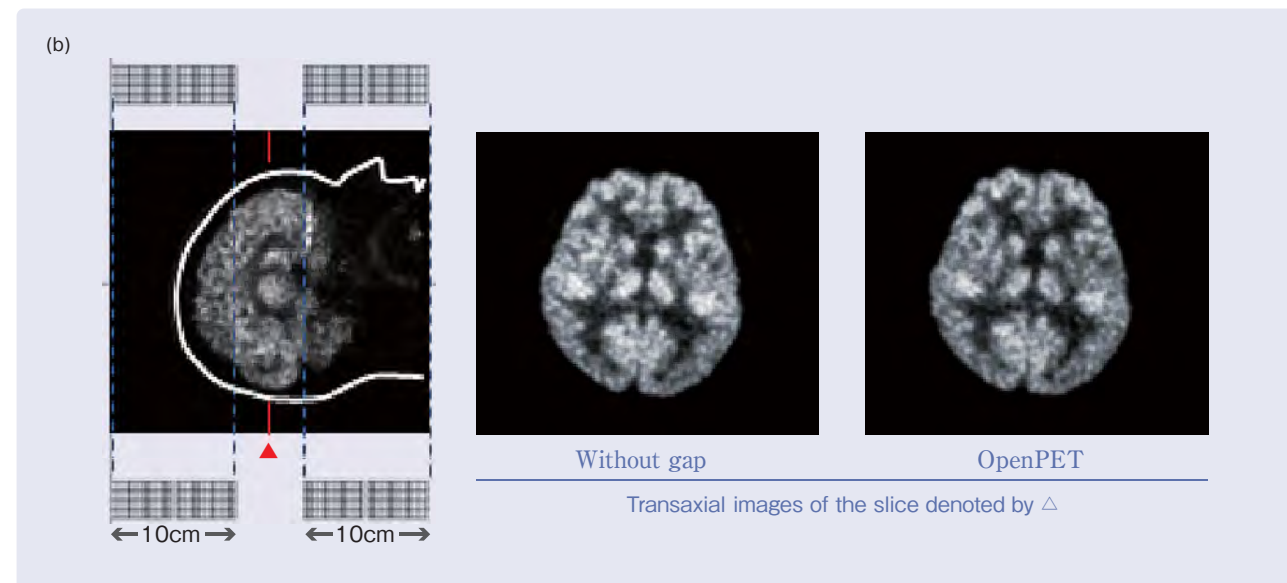 (b)
←10cm→ ←10cm→
Without gap OpenPET
Transaxial images of the slice denoted by △